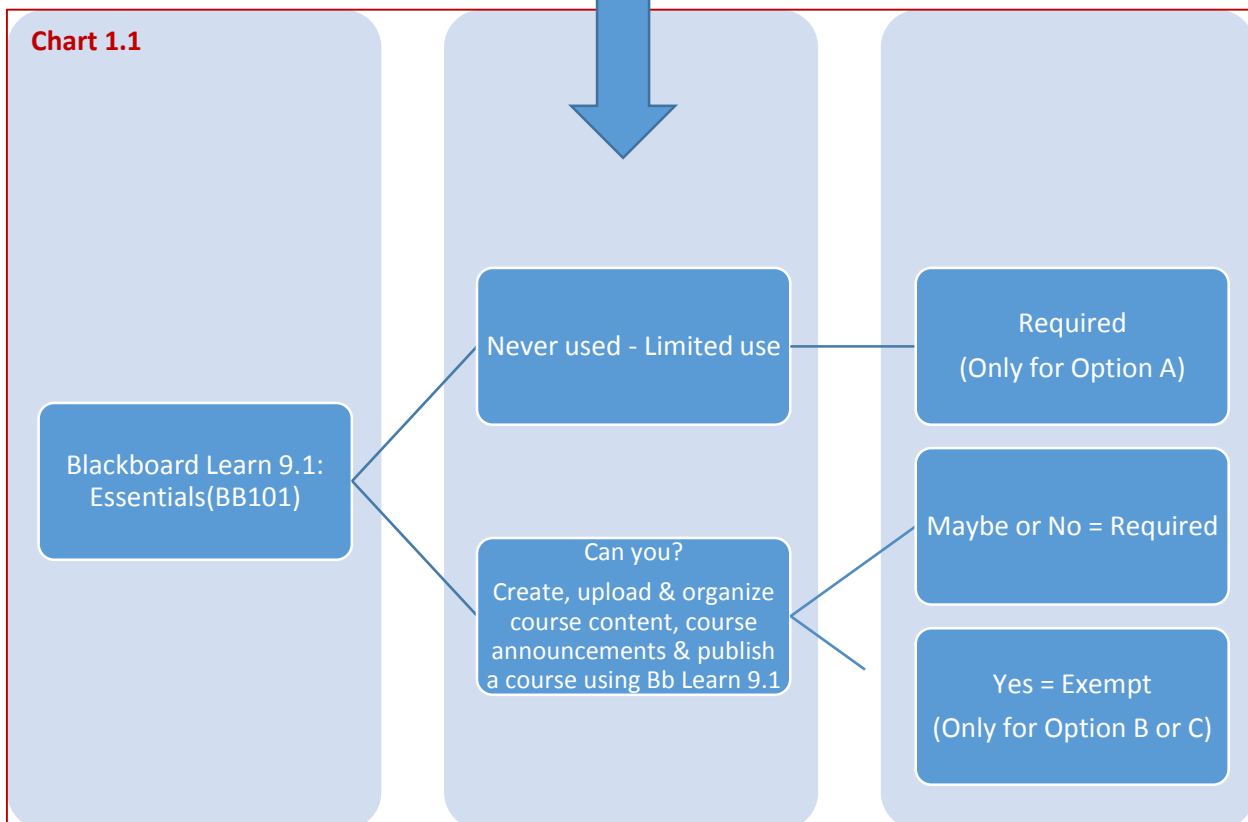 Chart 1.1
Blackboard Learn 9.1:
Essentials(BB101)
Never used - Limited use
Can you?
Create, upload & organize
course content, course
announcements & publish
a course using Bb Learn 9.1
Required
(Only for Option A)
Maybe or No = Required
Yes = Exempt
(Only for Option B or C)